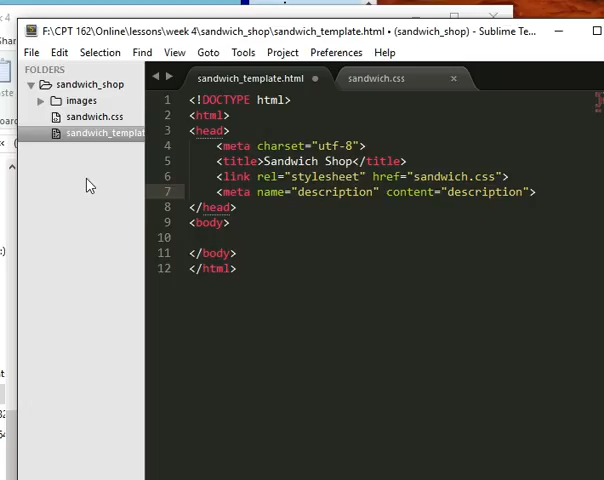 F:\CPT 162\Online\lessons\week 4\sandwich_shop\sandwich_template.html • (sandwich_shop) - Sublime Te...
File Edit Selection Find View Goto Tools Project Preferences Help
FOLDERS
sandwich_shop
images
sandwich.css
sandwich_templat
sandwich_template.html
sandwich.css
1 <!DOCTYPE html>
2 <html>
3 <head>
4 <meta charset="utf-8">
5 <title>Sandwich Shop</title>
6 <link rel="stylesheet" href="sandwich.css">
7 <meta name="description" content="description">
8 </head>
9 <body>
10
11 </body>
12 </html>